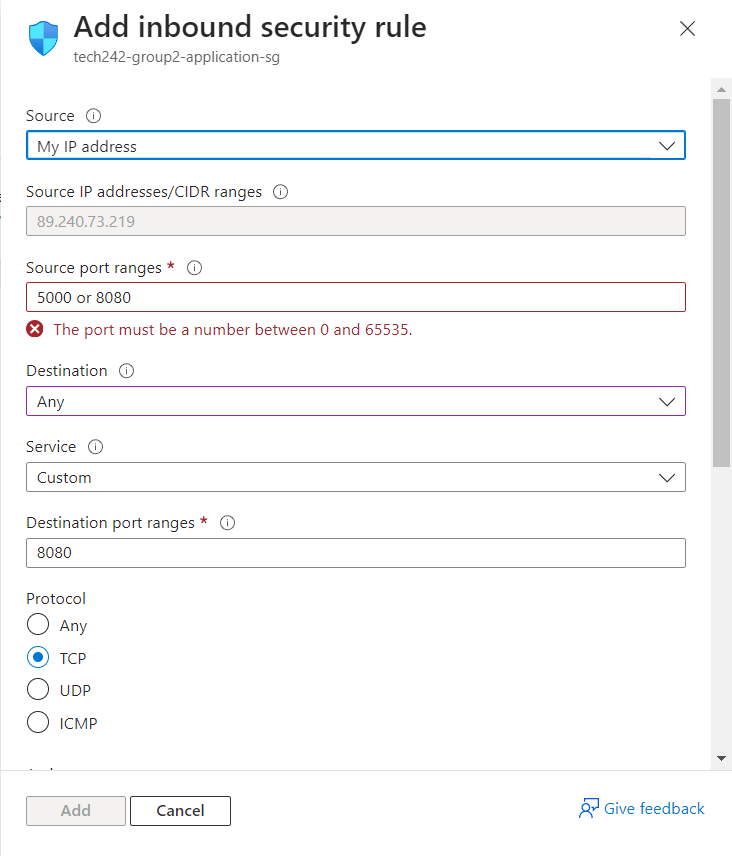 Add inbound security rule
tech242-group2-application-sg
Source
My IP address
Source IP addresses/CIDR ranges
89.240.73.219
Source port ranges *
5000 or 8080
The port must be a number between 0 and 65535.
Destination
Any
Service
Custom
Destination port ranges *
8080
Protocol
Any
TCP
UDP
ICMP
Add
Cancel
Give feedback